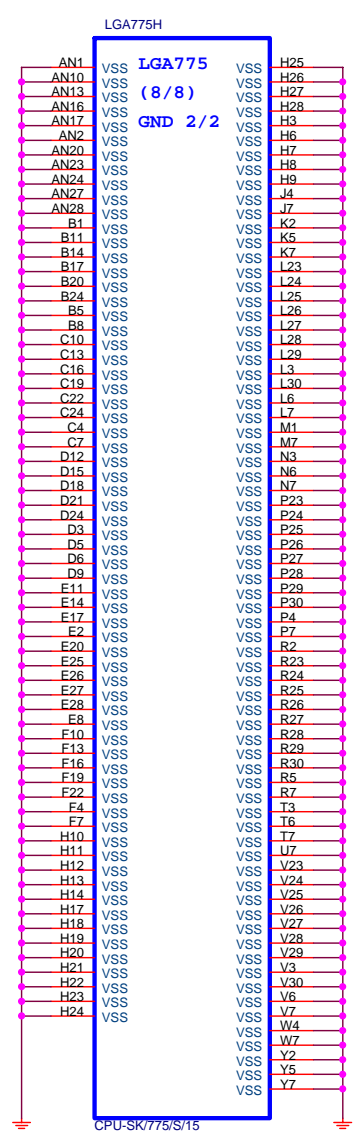 LGA775H
AN1 VSS LGA775 VSS H25
AN10 VSS VSS H26
AN13 VSS (8/8) VSS H27
AN16 VSS VSS H28
AN17 VSS GND 2/2 VSS H3
AN2 VSS VSS H6
AN20 VSS VSS H7
AN23 VSS VSS H8
AN24 VSS VSS H9
AN27 VSS VSS J4
AN28 VSS VSS J7
B1 VSS VSS K2
B11 VSS VSS K5
B14 VSS VSS K7
B17 VSS VSS L23
B20 VSS VSS L24
B24 VSS VSS L25
B5 VSS VSS L26
B8 VSS VSS L27
C10 VSS VSS L28
C13 VSS VSS L29
C16 VSS VSS L3
C19 VSS VSS L30
C22 VSS VSS L6
C24 VSS VSS L7
C4 VSS VSS M1
C7 VSS VSS M7
D12 VSS VSS N3
D15 VSS VSS N6
D18 VSS VSS N7
D21 VSS VSS P23
D24 VSS VSS P24
D3 VSS VSS P25
D5 VSS VSS P26
D6 VSS VSS P27
D9 VSS VSS P28
E11 VSS VSS P29
E14 VSS VSS P30
E17 VSS VSS P4
E2 VSS VSS P7
E20 VSS VSS R2
E25 VSS VSS R23
E26 VSS VSS R24
E27 VSS VSS R25
E28 VSS VSS R26
E8 VSS VSS R27
F10 VSS VSS R28
F13 VSS VSS R29
F16 VSS VSS R30
F19 VSS VSS R5
F22 VSS VSS R7
F4 VSS VSS T3
F7 VSS VSS T6
H10 VSS VSS T7
H11 VSS VSS U7
H12 VSS VSS V23
H13 VSS VSS V24
H14 VSS VSS V25
H17 VSS VSS V26
H18 VSS VSS V27
H19 VSS VSS V28
H20 VSS VSS V29
H21 VSS VSS V3
H22 VSS VSS V30
H23 VSS VSS V6
H24 VSS VSS V7
VSS W4
VSS W7
VSS Y2
VSS Y5
VSS Y7
CPU-SK/775/S/15